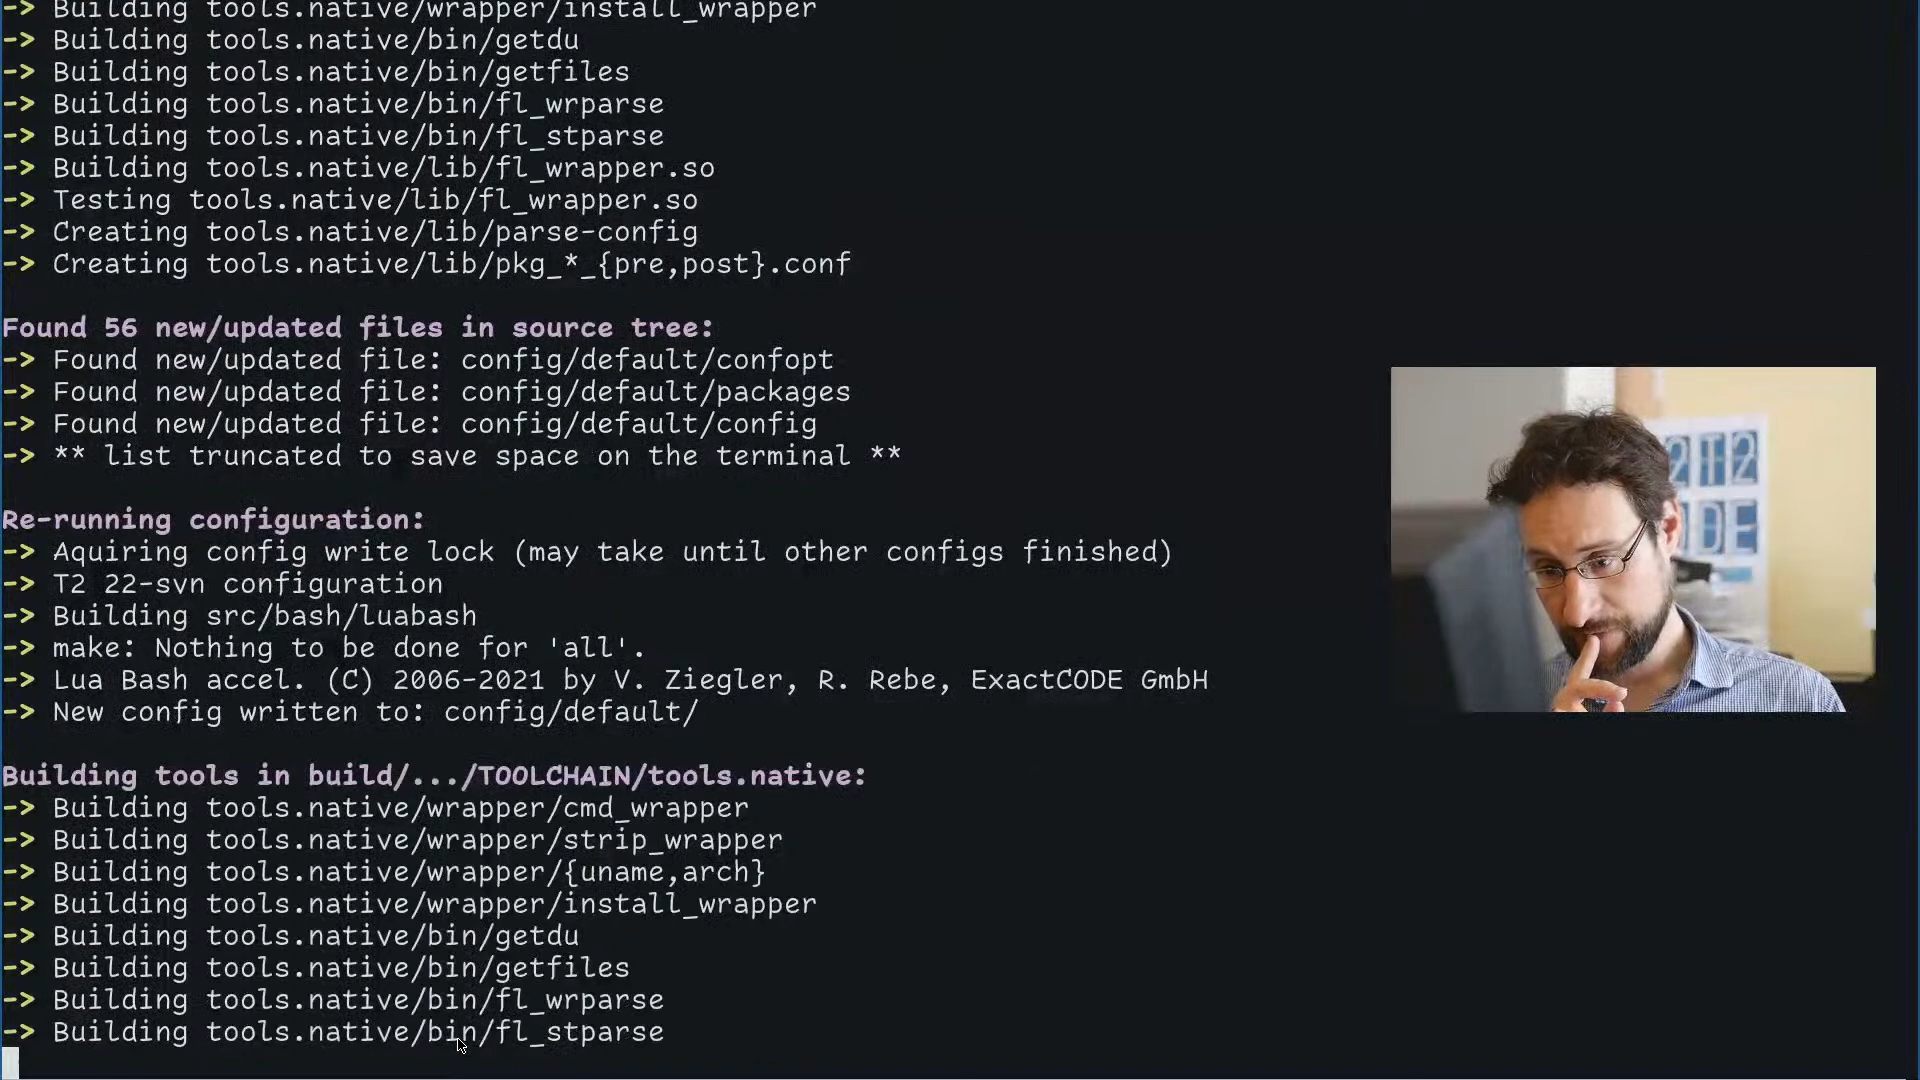 -> Building tools.native/wrapper/install_wrapper
-> Building tools.native/bin/getdu
-> Building tools.native/bin/getfiles
-> Building tools.native/bin/fl_wrparse
-> Building tools.native/bin/fl_stparse
-> Building tools.native/lib/fl_wrapper.so
-> Testing tools.native/lib/fl_wrapper.so
-> Creating tools.native/lib/parse-config
-> Creating tools.native/lib/pkg_*_{pre,post}.conf
Found 56 new/updated files in source tree:
-> Found new/updated file: config/default/confopt
-> Found new/updated file: config/default/packages
-> Found new/updated file: config/default/config
-> ** list truncated to save space on the terminal **
Re-running configuration:
-> Aquiring config write lock (may take until other configs finished)
-> T2 22-svn configuration
-> Building src/bash/luabash
-> make: Nothing to be done for 'all'.
-> Lua Bash accel. (C) 2006-2021 by V. Ziegler, R. Rebe, ExactCODE GmbH
-> New config written to: config/default/
Building tools in build/.../TOOLCHAIN/tools.native:
-> Building tools.native/wrapper/cmd_wrapper
-> Building tools.native/wrapper/strip_wrapper
-> Building tools.native/wrapper/{uname,arch}
-> Building tools.native/wrapper/install_wrapper
-> Building tools.native/bin/getdu
-> Building tools.native/bin/getfiles
-> Building tools.native/bin/fl_wrparse
-> Building tools.native/bin/fl_stparse
2T2
ODE